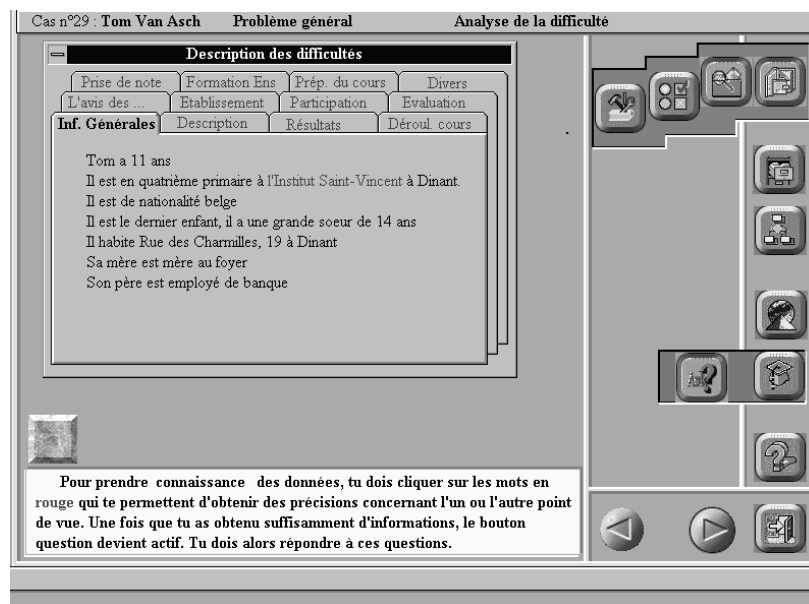 Cas n°29 : Tom Van Asch Problème général Analyse de la difficulté
Description des difficultés
Prise de note Formation Ens Prép. du cours Divers
L'avis des ... Etablissement Participation Evaluation
Inf. Générales Description Résultats Déroul. cours
Tom a 11 ans
Il est en quatrième primaire à l'Institut Saint-Vincent à Dinant.
Il est de nationalité belge
Il est le dernier enfant, il a une grande soeur de 14 ans
Il habite Rue des Charmilles, 19 à Dinant
Sa mère est mère au foyer
Son père est employé de banque
Ask?
Pour prendre connaissance des données, tu dois cliquer sur les mots en
rouge qui te permettent d'obtenir des précisions concernant l'un ou l'autre point
de vue. Une fois que tu as obtenu suffisamment d'informations, le bouton
question devient actif. Tu dois alors répondre à ces questions.